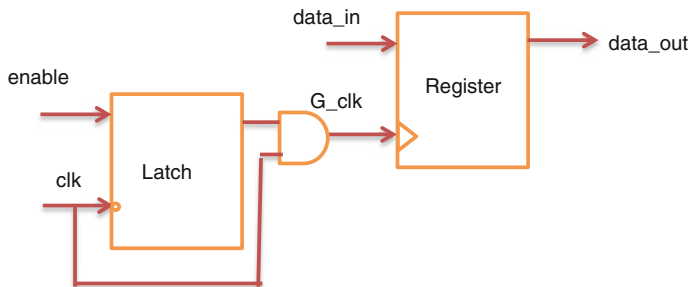 data_in
data_out
enable
Register
G_clk
Latch
clk